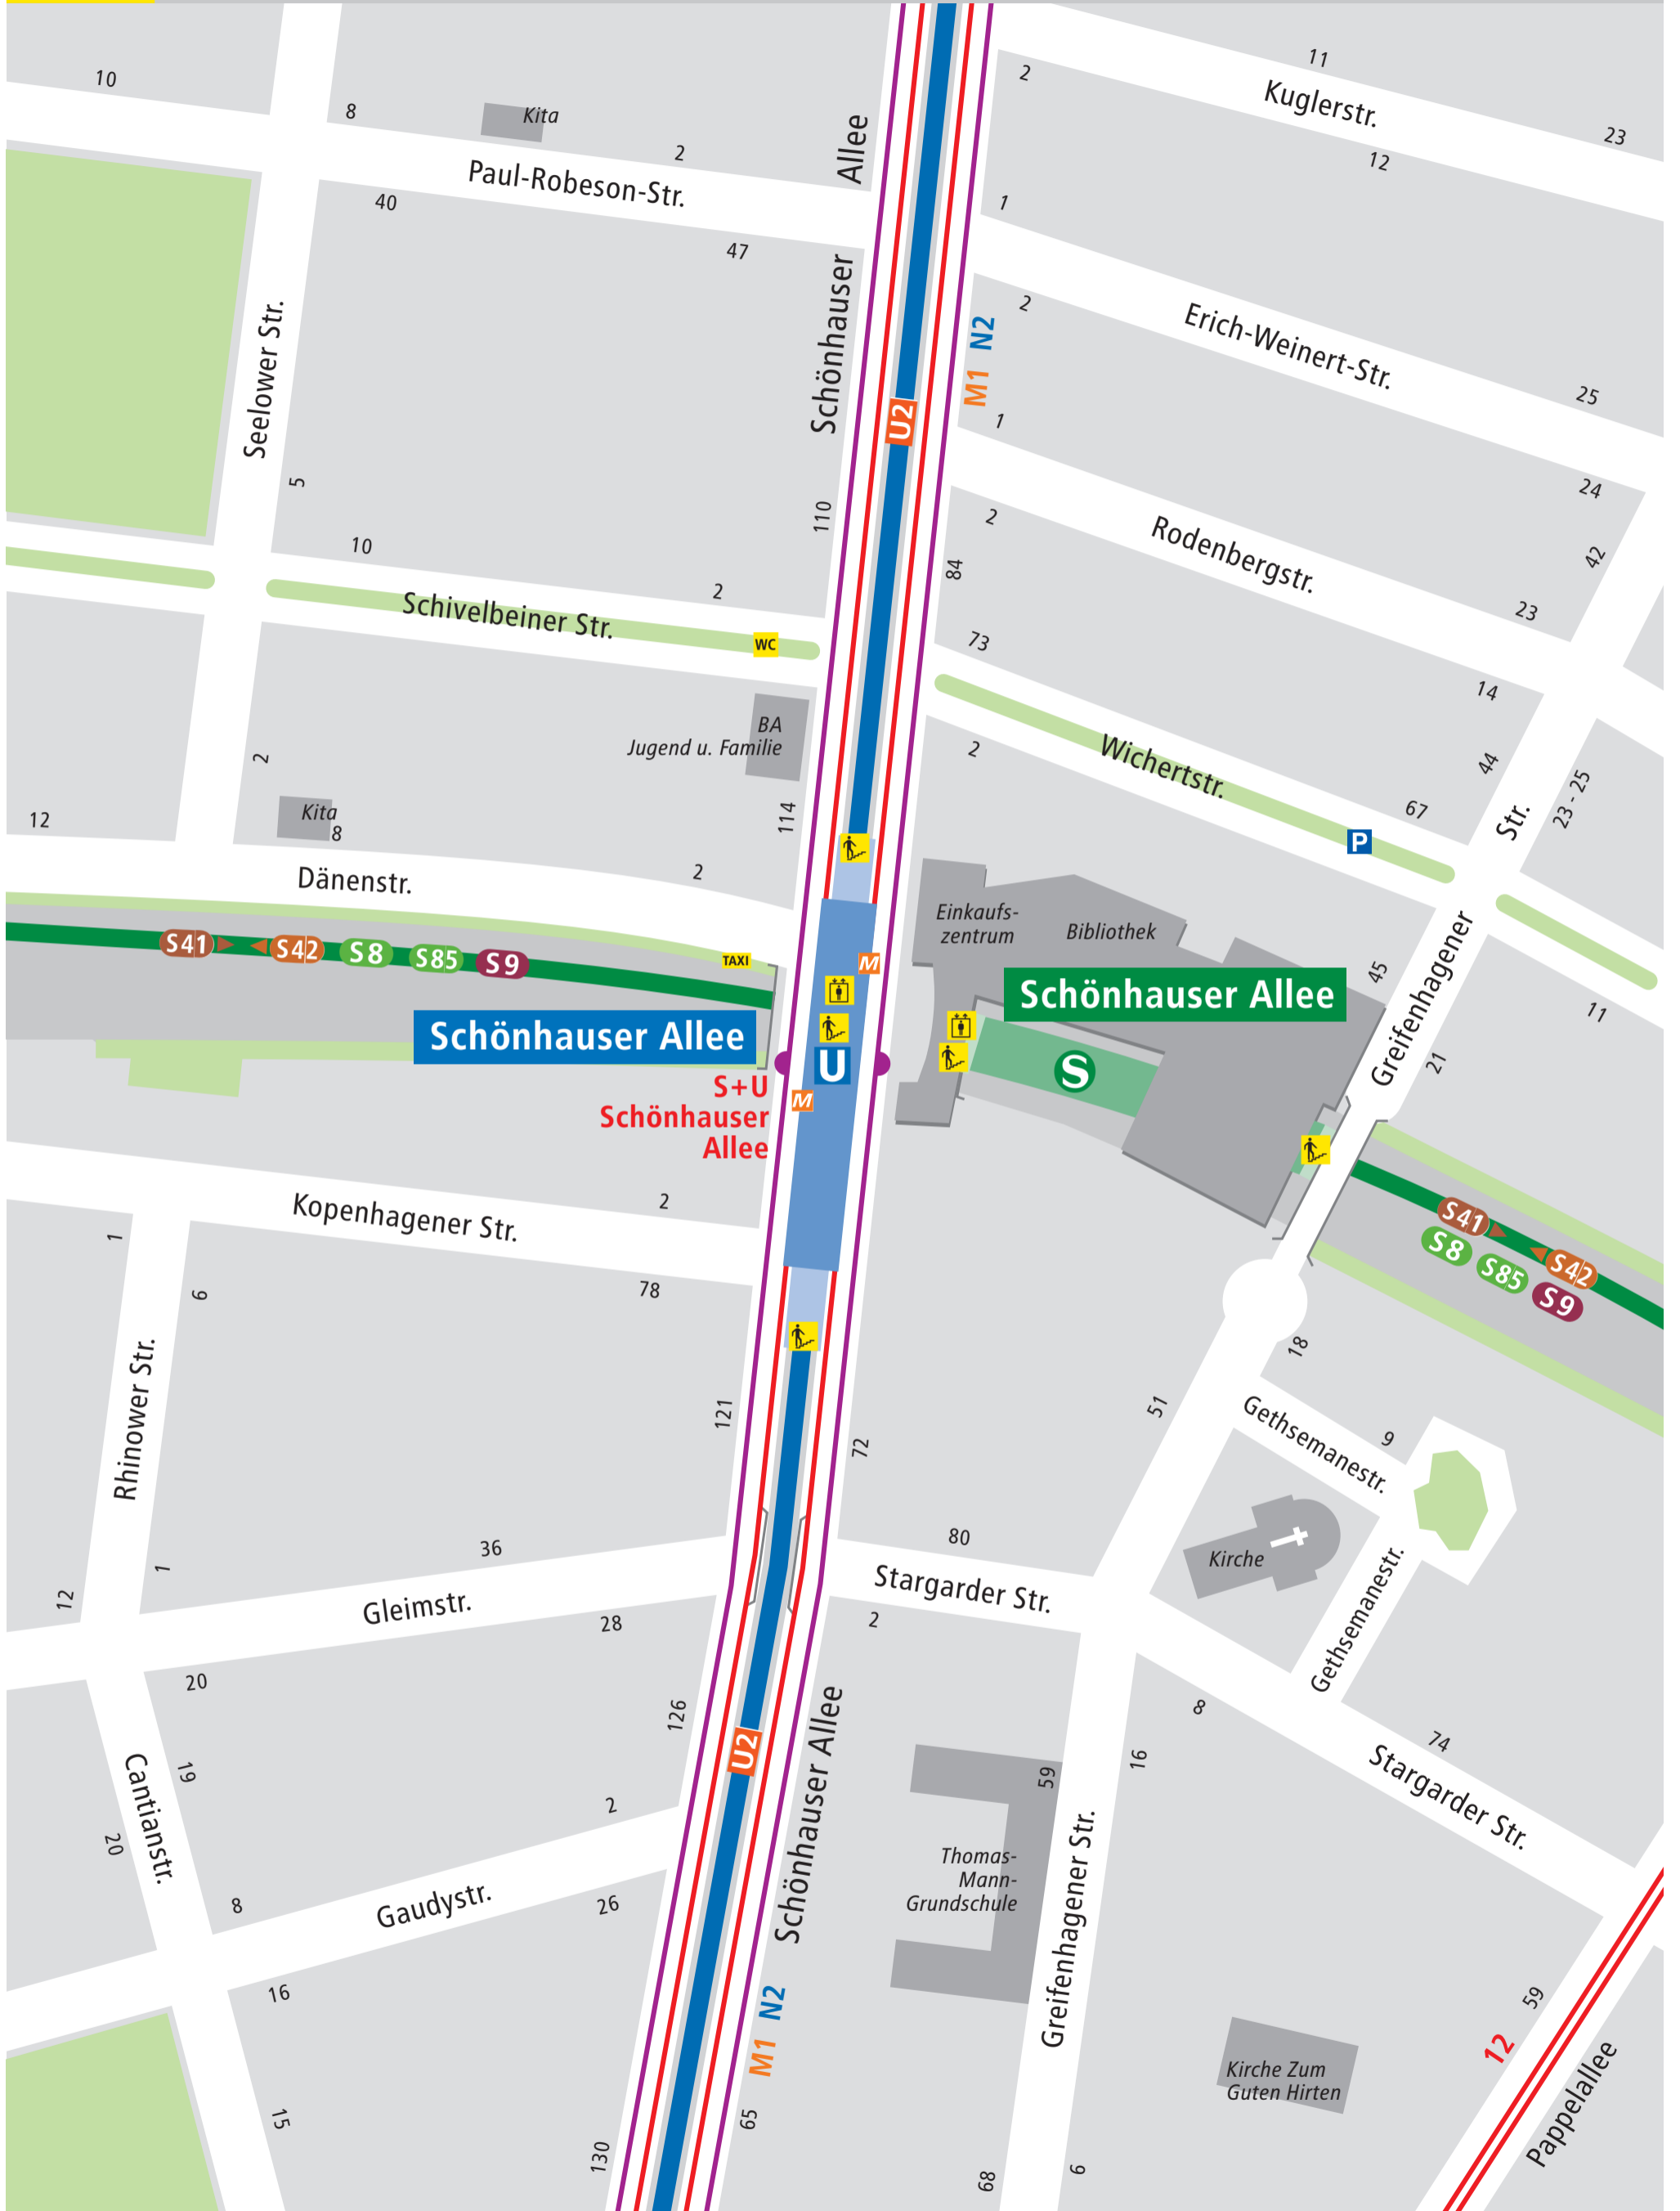 11
10
2
Kuglerstr.
8
Kita
23
Allee
2
12
Paul-Robeson-Str.
40
1
47
Schönhauser
2
Erich-Weinert-Str.
N2
M1
Seelower Str.
25
U2
1
5
24
110
2
Rodenbergstr.
42
10
84
2
23
Schivelbeiner Str.
WC
73
14
BA
Jugend u. Familie
2
Wichertstr.
44
2
23 - 25
Str.
67
P
12
Kita
8
114
2
Dänenstr.
Einkaufs-
zentrum
Bibliothek
S41
S42
S8
S85
S9
TAXI
M
45
Greifenhagener
Schönhauser Allee
11
Schönhauser Allee
U
S
21
S+U
Schönhauser
Allee
M
Kopenhagener Str.
2
1
6
78
S41
S8
S85
S42
S9
18
Rhinower Str.
121
72
51
Gethsemanestr.
9
36
80
Kirche
1
12
Gleimstr.
28
Stargarder Str.
2
Gethsemanestr.
20
126
Schönhauser Allee
8
74
U2
19
Cantianstr.
20
2
59
16
Stargarder Str.
Thomas-
Mann-
Grundschule
Greifenhagener Str.
8
Gaudystr.
26
16
N2
M1
59
12
Kirche Zum
Guten Hirten
Pappelallee
15
65
130
68
6